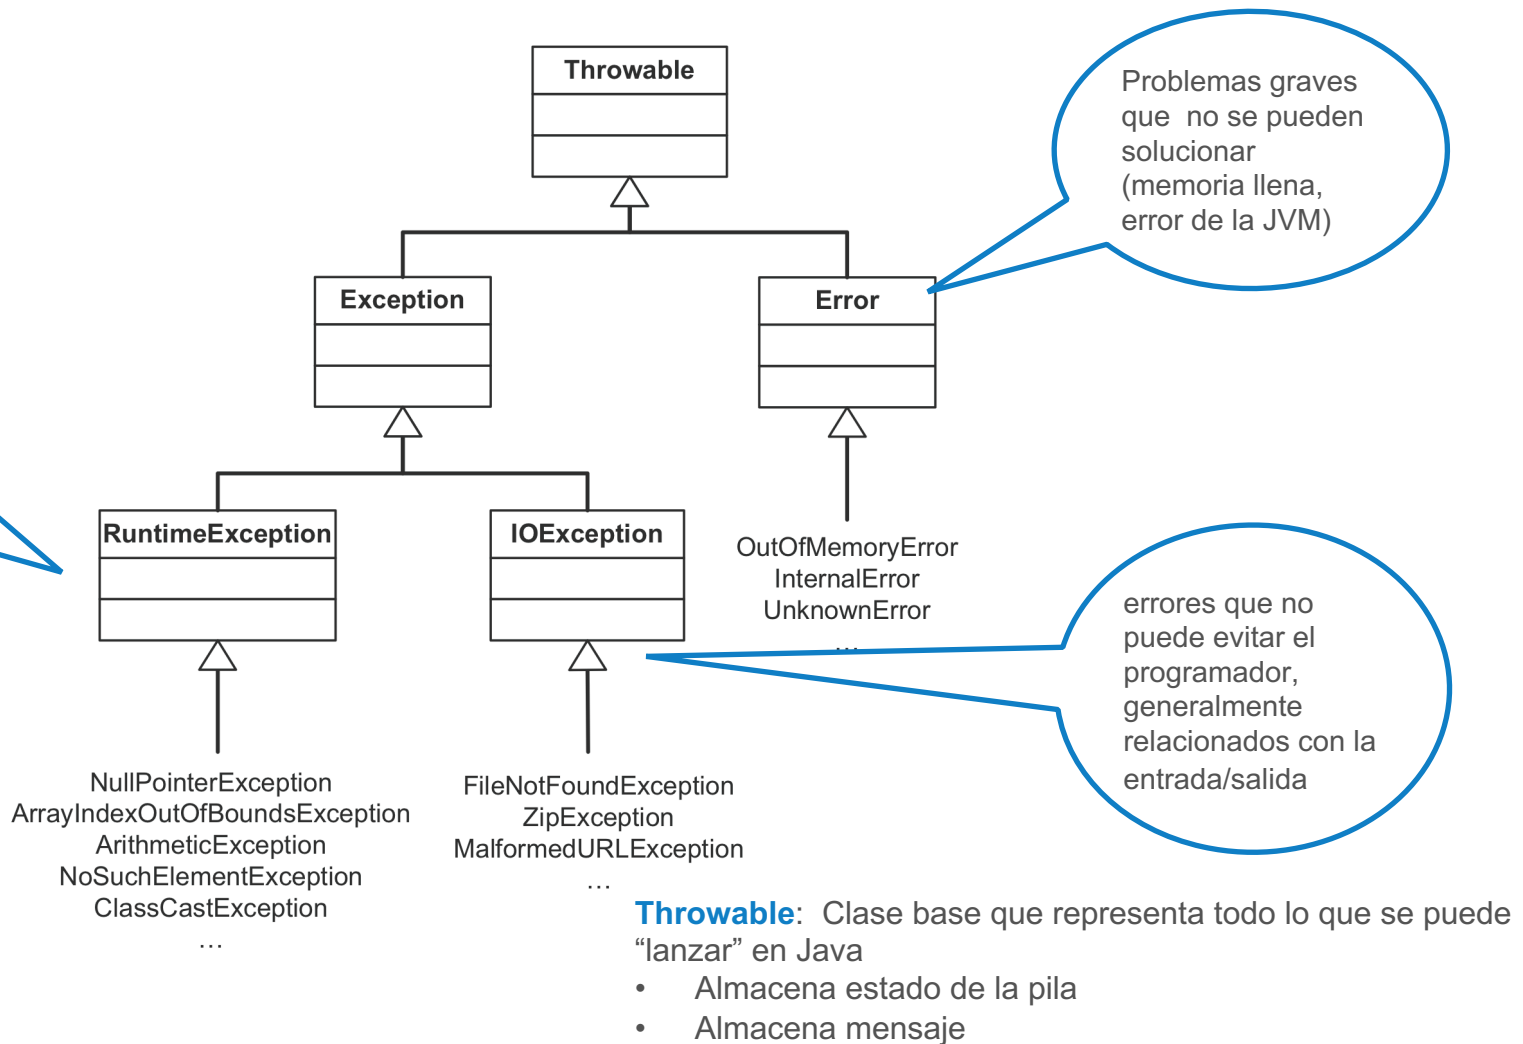 Throwable
Problemas graves
que no se pueden
solucionar
(memoria llena,
error de la JVM)
Exception
Error
RuntimeException
IOException
OutOfMemoryError
InternalError
UnknownError
…
errores que no
puede evitar el
programador,
generalmente
relacionados con la
entrada/salida
NullPointerException
ArrayIndexOutOfBoundsException
ArithmeticException
NoSuchElementException
ClassCastException
…
FileNotFoundException
ZipException
MalformedURLException
…
Throwable: Clase base que representa todo lo que se puede
“lanzar” en Java
• Almacena estado de la pila
• Almacena mensaje